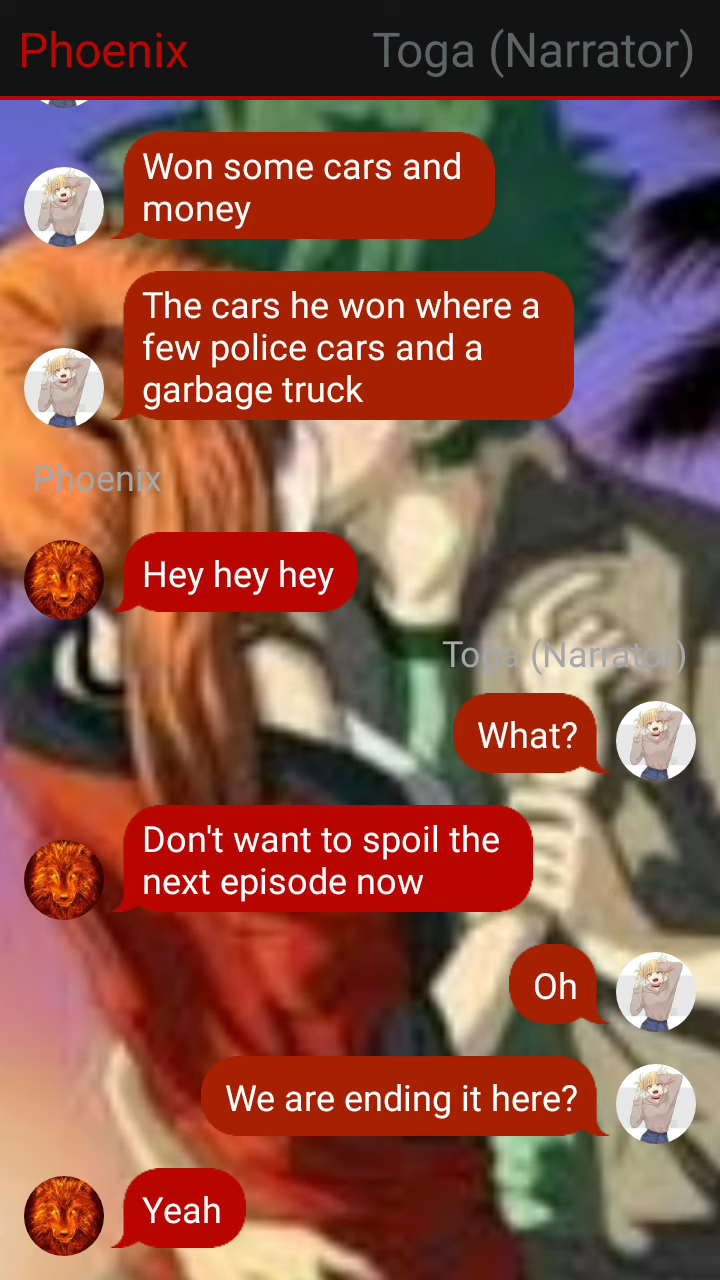 Phoenix
Toga (Narrator)
Won some cars and
money
The cars he won where a
few police cars and a
garbage truck
Phoenix
Hey hey hey
Toga (Narrator)
What?
Don't want to spoil the
next episode now
Oh
We are ending it here?
Yeah